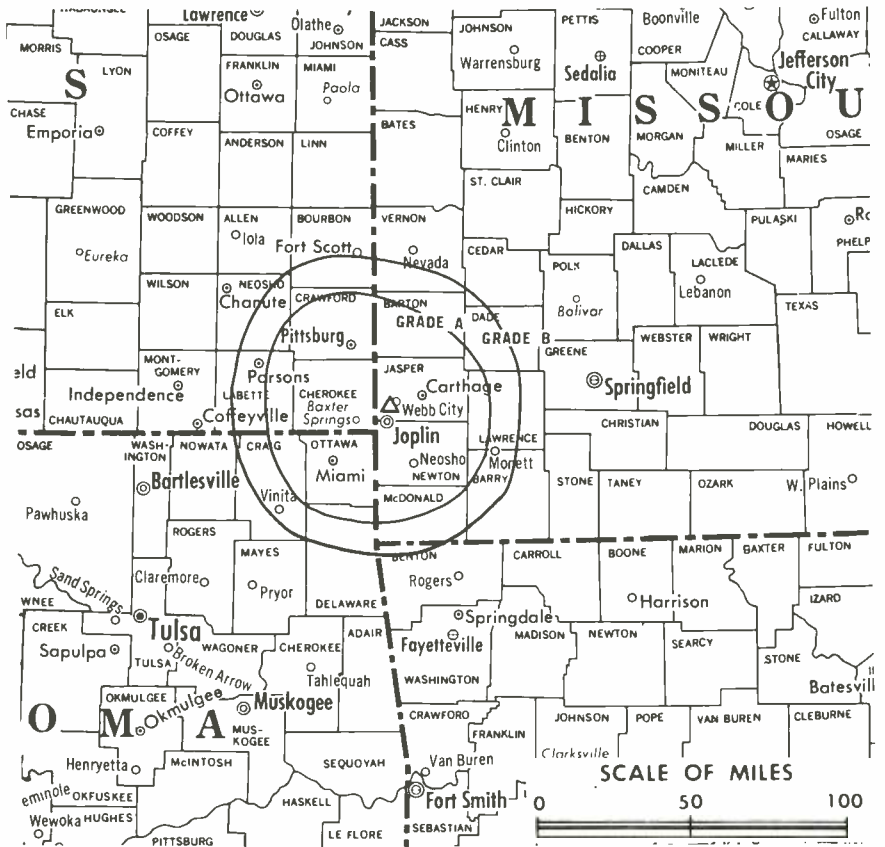 Lawrence
Olathe
JACKSON
PETTIS
Boonville
Fulton
OSAGE
DOUGLAS
JOHNSON
CASS
JOHNSON
COOPER
CALLAWAY
MORRIS
LYON
FRANKLIN
MIAMI
Warrensburg
Sedalia
MONITEAU
Jefferson
City
S
Ottawa
Paola
CHASE
HENRY
M I S S O U
COLE
Emporia
COFFEY
BATES
Clinton
BENTON
MORGAN
OSAGE
ANDERSON
LINN
MILLER
MARIES
ST. CLAIR
CAMDEN
GREENWOOD
WOODSON
ALLEN
BOURBON
VERNON
HICKORY
PULASKI
Iola
Fort Scott
Nevada
CEDAR
DALLAS
PHELP
Eureka
POLK
LACLEDE
WILSON
NEOSHO
Chanute
CRAWFORD
BARTON
Bolivar
Lebanon
TEXAS
ELK
GRADE A
DADE
GRADE B
Pittsburg
GREENE
WEBSTER
WRIGHT
MONT-
GOMERY
JASPER
Parsons
Independence
LABETTE
CHEROKEE
Carthage
Springfield
Baxter
Springs
Webb City
sas
CHAUTAUQUA
Coffeyville
CHRISTIAN
DOUGLAS
HOWELL
OSAGE
WASH-
INGTON
NOWATA
CRAIG
OTTAWA
Joplin
LAWRENCE
Bartlesville
Miami
Neosho
NEWTON
Monett
BARRY
STONE
TANEY
OZARK
W. Plains
Pawhuska
Vinita
McDONALD
ROGERS
MAYES
BENTON
CARROLL
BOONE
MARION
BAXTER
FULTON
Sand Springs
Claremore
Pryor
Rogers
Harrison
IZARD
WNEE
DELAWARE
CREEK
Tulsa
Springdale
Sapulpa
TULSA
WAGONER
CHEROKEE
ADAIR
Fayetteville
MADISON
NEWTON
SEARCY
STONE
Broken Arrow
Tahlequah
WASHINGTON
Batesvill
OKMULGEE
O M A
Okmulgee
Muskogee
MUS-
KOGEE
CRAWFORD
FRANKLIN
JOHNSON
POPE
VAN BUREN
CLEBURNE
Henryetta
McINTOSH
SEQUOYAH
Van Buren
Clarksville
SCALE OF MILES
eminole
OKFUSKEE
HASKELL
Fort Smith
0 50 100
Wewoka
HUGHES
PITTSBURG
LE FLORE
SEBASTIAN